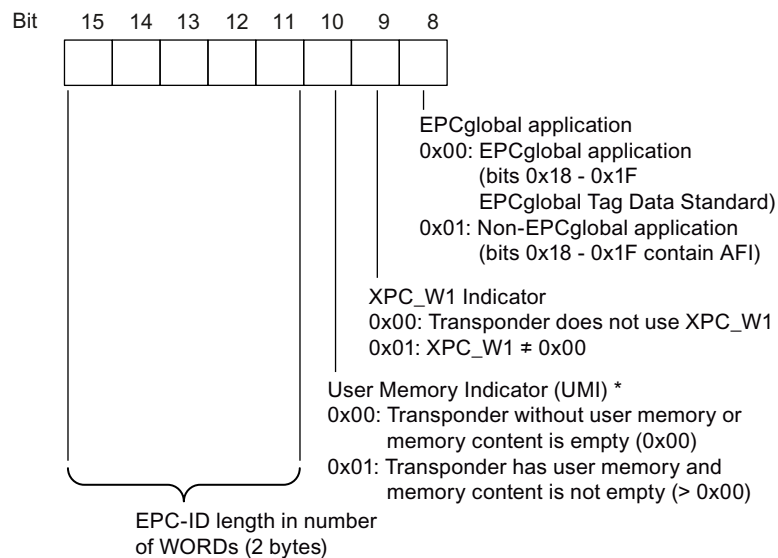 Bit 15 14 13 12 11 10 9 8
EPCglobal application
0x00: EPCglobal application
(bits 0x18 - 0x1F
EPCglobal Tag Data Standard)
0x01: Non-EPCglobal application
(bits 0x18 - 0x1F contain AFI)
XPC_W1 Indicator
0x00: Transponder does not use XPC_W1
0x01: XPC_W1 ≠ 0x00
User Memory Indicator (UMI) *
0x00: Transponder without user memory or
memory content is empty (0x00)
0x01: Transponder has user memory and
memory content is not empty (> 0x00)
EPC-ID length in number
of WORDs (2 bytes)